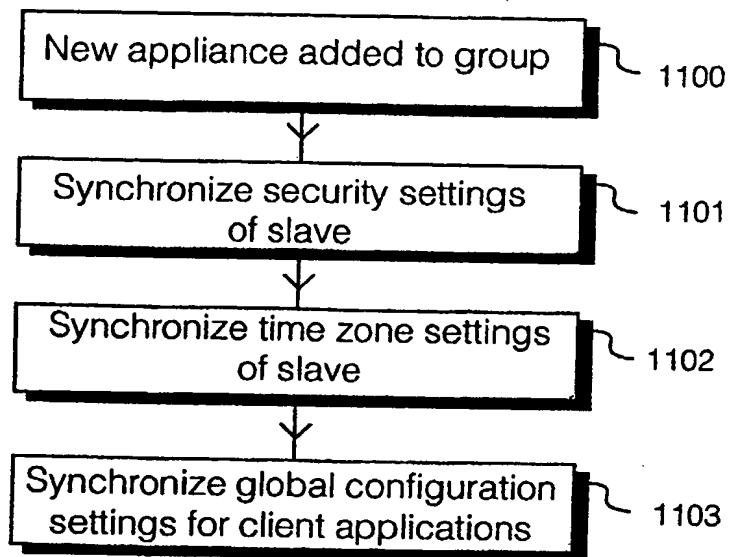 New appliance added to group
1100
Synchronize security settings
of slave
1101
Synchronize time zone settings
of slave
1102
Synchronize global configuration
settings for client applications
1103